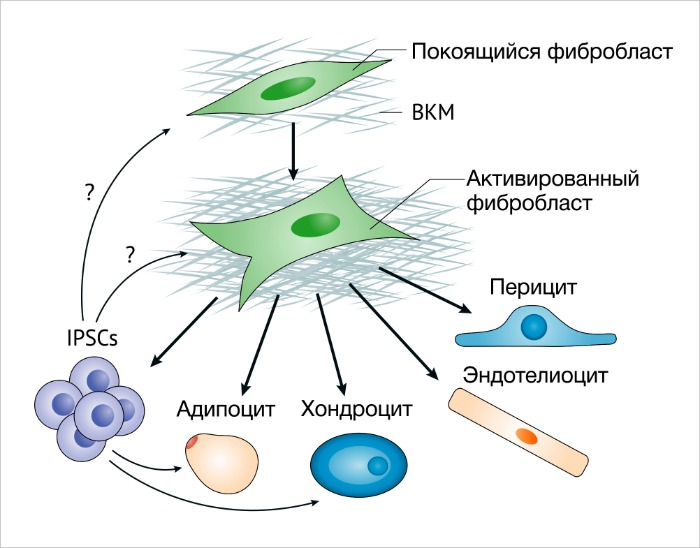 Покоящийся фибробласт
ВКМ
Активированный
фибробласт
?
?
IPSCs
Перицит
Эндотелиоцит
Адипоцит
Хондроцит